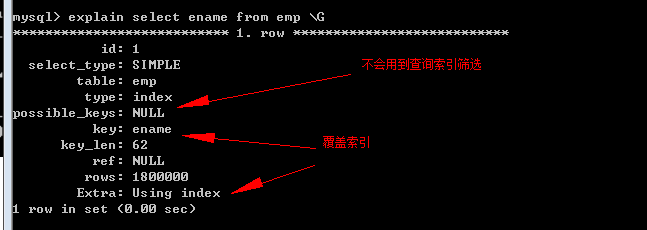 mysql> explain select ename from emp \G
*************************** 1. row ***************************
id: 1
select_type: SIMPLE
不会用到查询索引筛选
table: emp
type: index
possible_keys: NULL
key: ename
覆盖索引
key_len: 62
ref: NULL
rows: 1800000
Extra: Using index
1 row in set (0.00 sec)